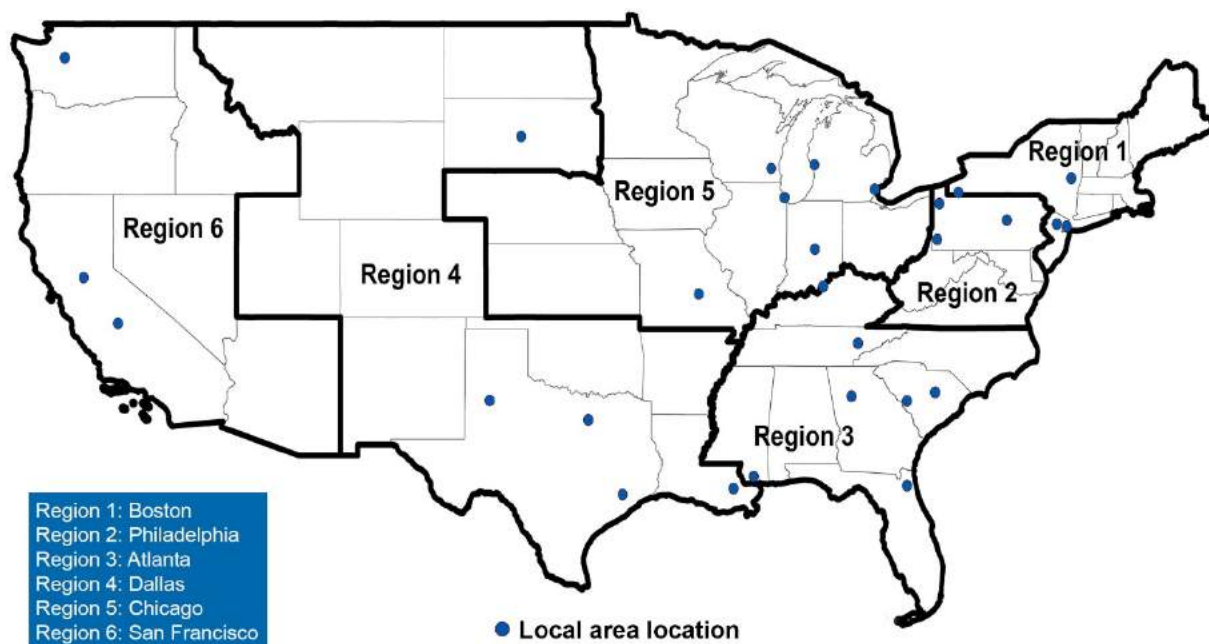 Region 1
Region 5
Region 6
Region 4
Region 2
Region 3
Region 1: Boston
Region 2: Philadelphia
Region 3: Atlanta
Region 4: Dallas
Region 5: Chicago
Region 6: San Francisco
Local area location